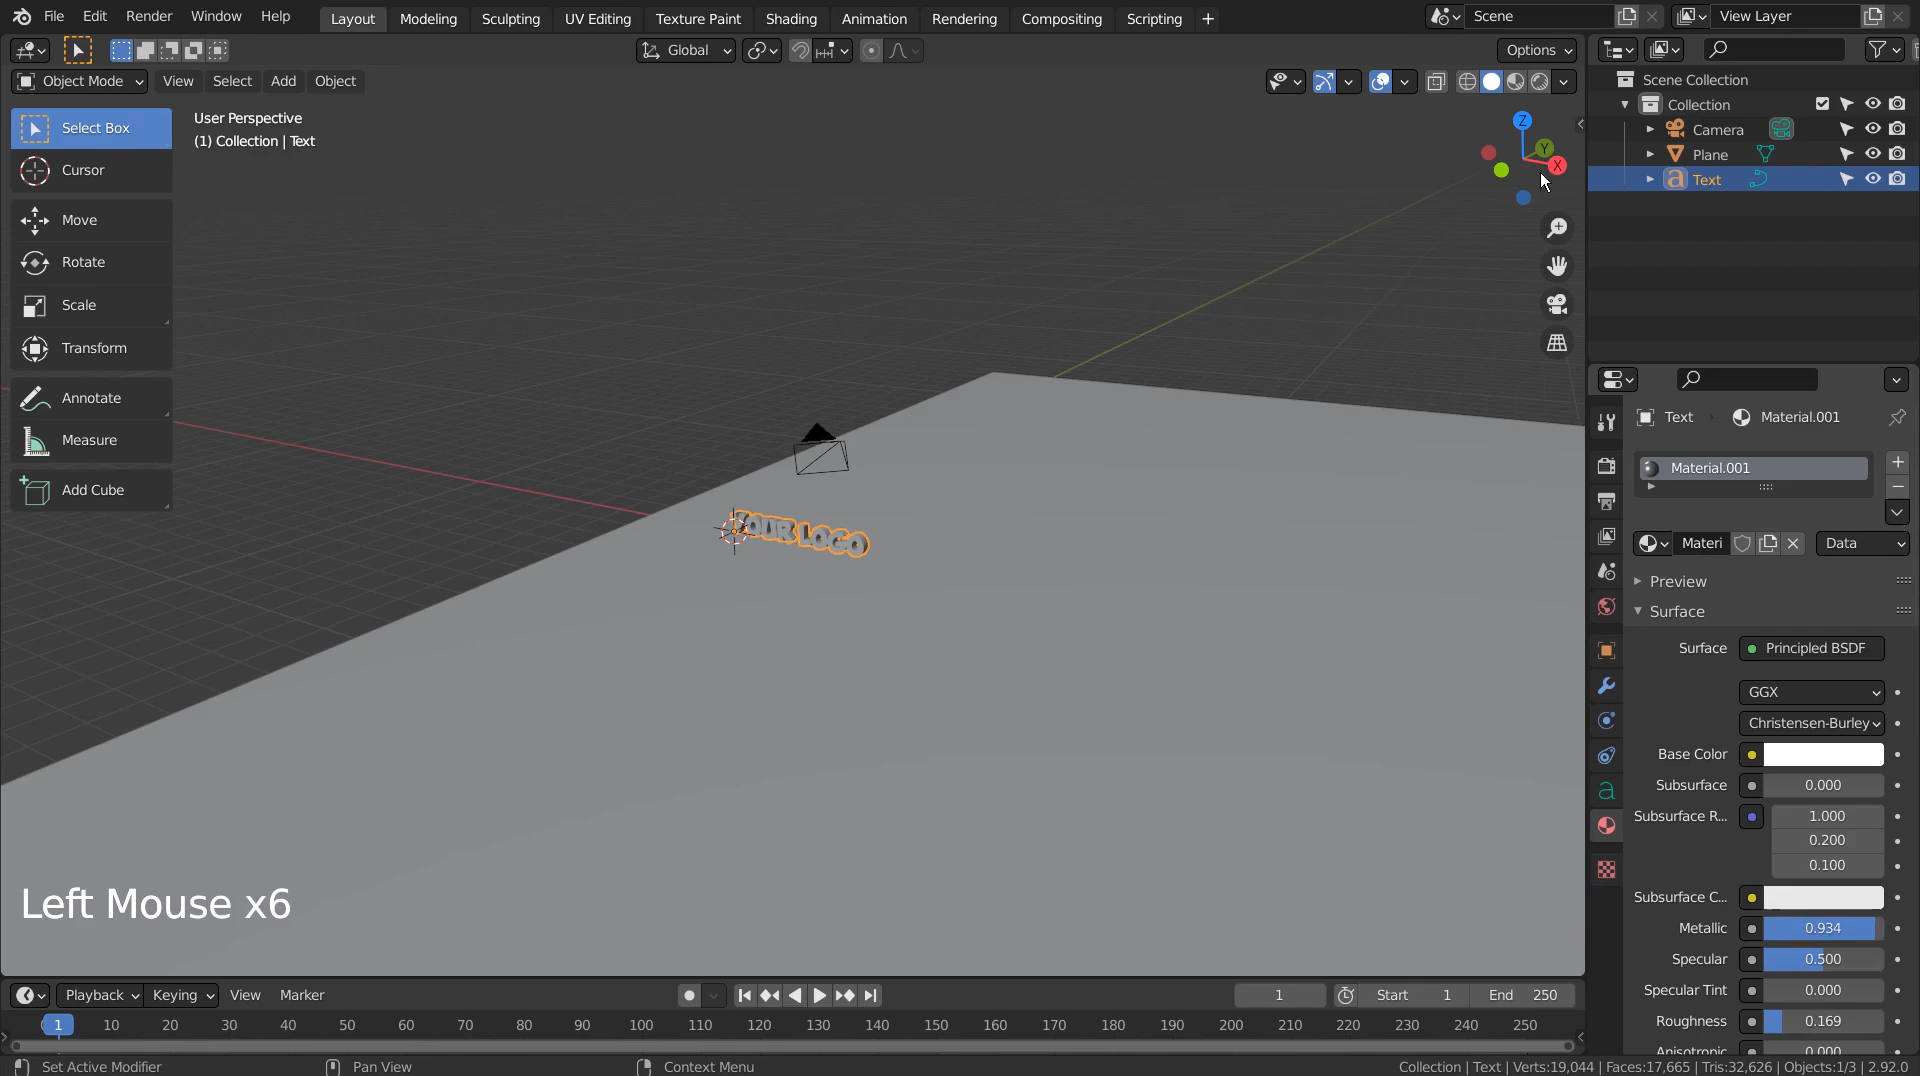 File Edit Render Window Help Layout Modeling Sculpting UV Editing Texture Paint Shading Animation Rendering Compositing Scripting + Scene View Layer
Global Options
Object Mode View Select Add Object
Scene Collection
Collection
Camera
Plane
Text
User Perspective
(1) Collection | Text
Z
Y
X
Select Box
Cursor
Move
Rotate
Scale
Transform
Annotate
Measure
Add Cube
YOUR LOGO
Text Material.001
Material.001
Materi Data
Preview
Surface
Surface Principled BSDF
GGX
Christensen-Burley
Base Color
Subsurface 0.000
Subsurface R... 1.000
0.200
0.100
Subsurface C...
Metallic 0.934
Specular 0.500
Specular Tint 0.000
Roughness 0.169
Anisotropic 0.000
Left Mouse x6
Playback Keying View Marker 1 Start 1 End 250
1 10 20 30 40 50 60 70 80 90 100 110 120 130 140 150 160 170 180 190 200 210 220 230 240 250
Set Active Modifier Pan View Context Menu Collection | Text | Verts:19,044 | Faces:17,665 | Tris:32,626 | Objects:1/3 | 2.92.0